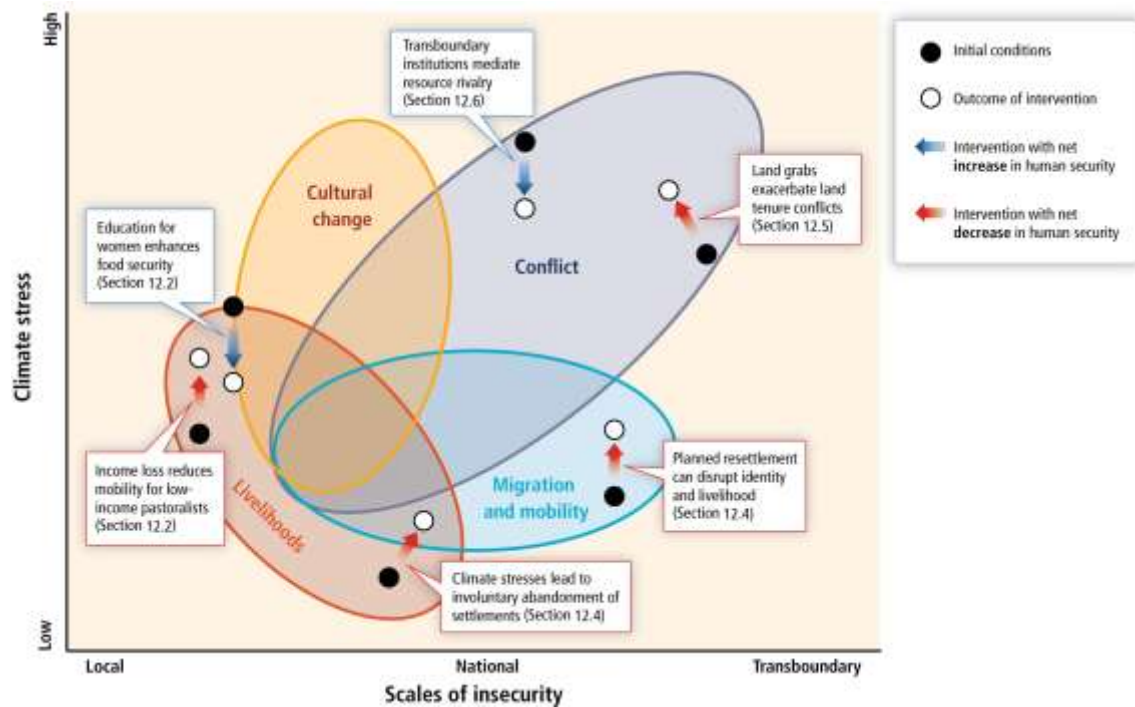 High
Climate stress
Low
Transboundary
institutions mediate
resource rivalry
(Section 12.6)
Cultural
change
Education for
women enhances
food security
(Section 12.2)
Land grabs
exacerbate land
tenure conflicts
(Section 12.5)
Conflict
Income loss reduces
mobility for low-
income pastoralists
(Section 12.2)
Livelihoods
Migration
and mobility
Planned resettlement
can disrupt identity
and livelihood
(Section 12.4)
Climate stresses lead to
involuntary abandonment of
settlements (Section 12.4)
Local
National
Transboundary
Scales of insecurity
Initial conditions
Outcome of intervention
Intervention with net
increase in human security
Intervention with net
decrease in human security